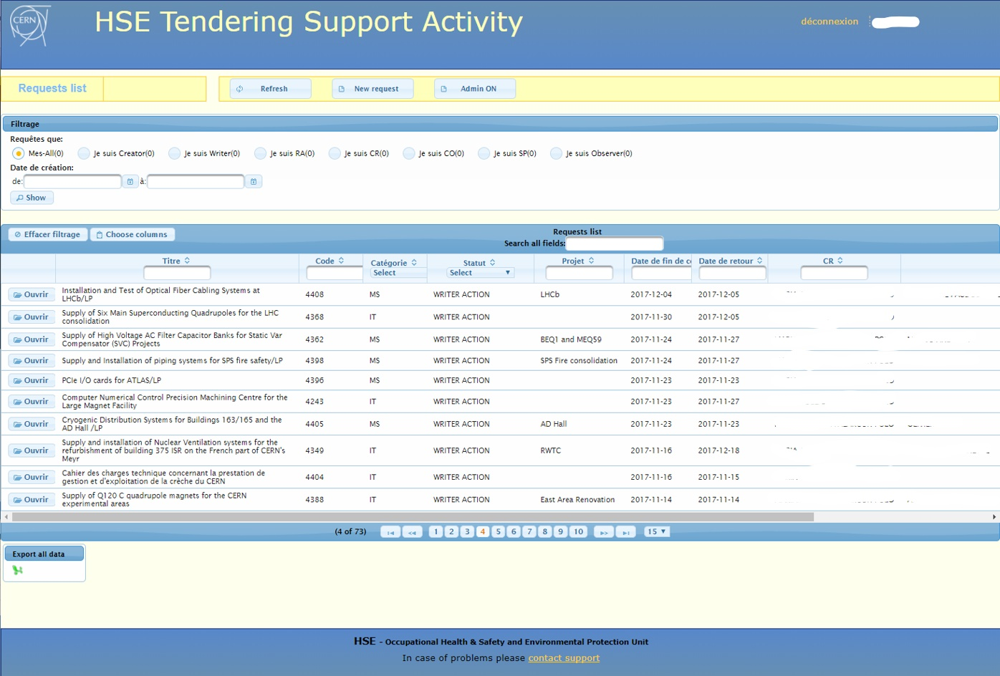 CERN
HSE Tendering Support Activity
déconnexion
Requests list
Refresh
New request
Admin ON
Filtrage
Requêtes que:
Mes-All(0) Je suis Creator(0) Je suis Writer(0) Je suis RA(0) Je suis CR(0) Je suis CO(0) Je suis SP(0) Je suis Observer(0)
Date de création:
de: à:
Show
Effacer filtrage Choose columns
Requests list
Search all fields:
Titre Code Catégorie Statut Projet Date de fin de co Date de retour CR
Select Select
Ouvrir Installation and Test of Optical Fiber Cabling Systems at
LHCb/LP 4408 MS WRITER ACTION LHCb 2017-12-04 2017-12-05
Ouvrir Supply of Six Main Superconducting Quadrupoles for the LHC
consolidation 4368 IT WRITER ACTION 2017-11-30 2017-12-05
Ouvrir Supply of High Voltage AC Filter Capacitor Banks for Static Var
Compensator (SVC) Projects 4362 MS WRITER ACTION BEQ1 and MEQ59 2017-11-24 2017-11-27
Ouvrir Supply and Installation of piping systems for SPS fire safety/LP 4398 MS WRITER ACTION SPS Fire consolidation 2017-11-24 2017-11-27
Ouvrir PCIe I/O cards for ATLAS/LP 4396 MS WRITER ACTION 2017-11-23 2017-11-23
Ouvrir Computer Numerical Control Precision Machining Centre for the
Large Magnet Facility 4243 IT WRITER ACTION 2017-11-23 2017-11-27
Ouvrir Cryogenic Distribution Systems for Buildings 163/165 and the
AD Hall /LP 4405 MS WRITER ACTION AD Hall 2017-11-23 2017-11-23
Ouvrir Supply and installation of Nuclear Ventilation systems for the
refurbishment of building 375 ISR on the French part of CERN's
Meyr 4349 IT WRITER ACTION RWTC 2017-11-16 2017-12-18
Ouvrir Cahier des charges technique concernant la prestation de
gestion et d'exploitation de la crèche du CERN 4404 IT WRITER ACTION 2017-11-16 2017-11-15
Ouvrir Supply of Q120 C quadrupole magnets for the CERN
experimental areas 4388 IT WRITER ACTION East Area Renovation 2017-11-14 2017-11-14
(4 of 73) 1 2 3 4 5 6 7 8 9 10 15
Export all data
HSE - Occupational Health & Safety and Environmental Protection Unit
In case of problems please contact support